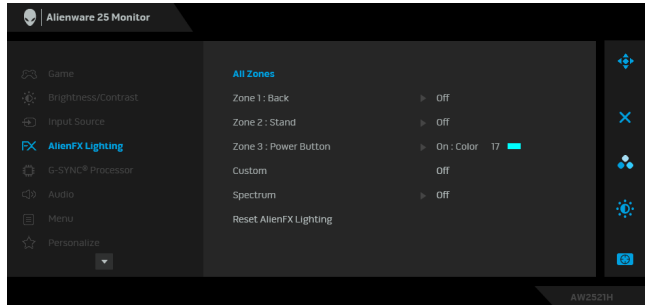 Alienware 25 Monitor
Game
Brightness/Contrast
Input Source
FX AlienFX Lighting
G-SYNC® Processor
Audio
Menu
Personalize
All Zones
Zone 1 : Back Off
Zone 2 : Stand Off
Zone 3 : Power Button On : Color 17
Custom Off
Spectrum Off
Reset AlienFX Lighting
AW2521H